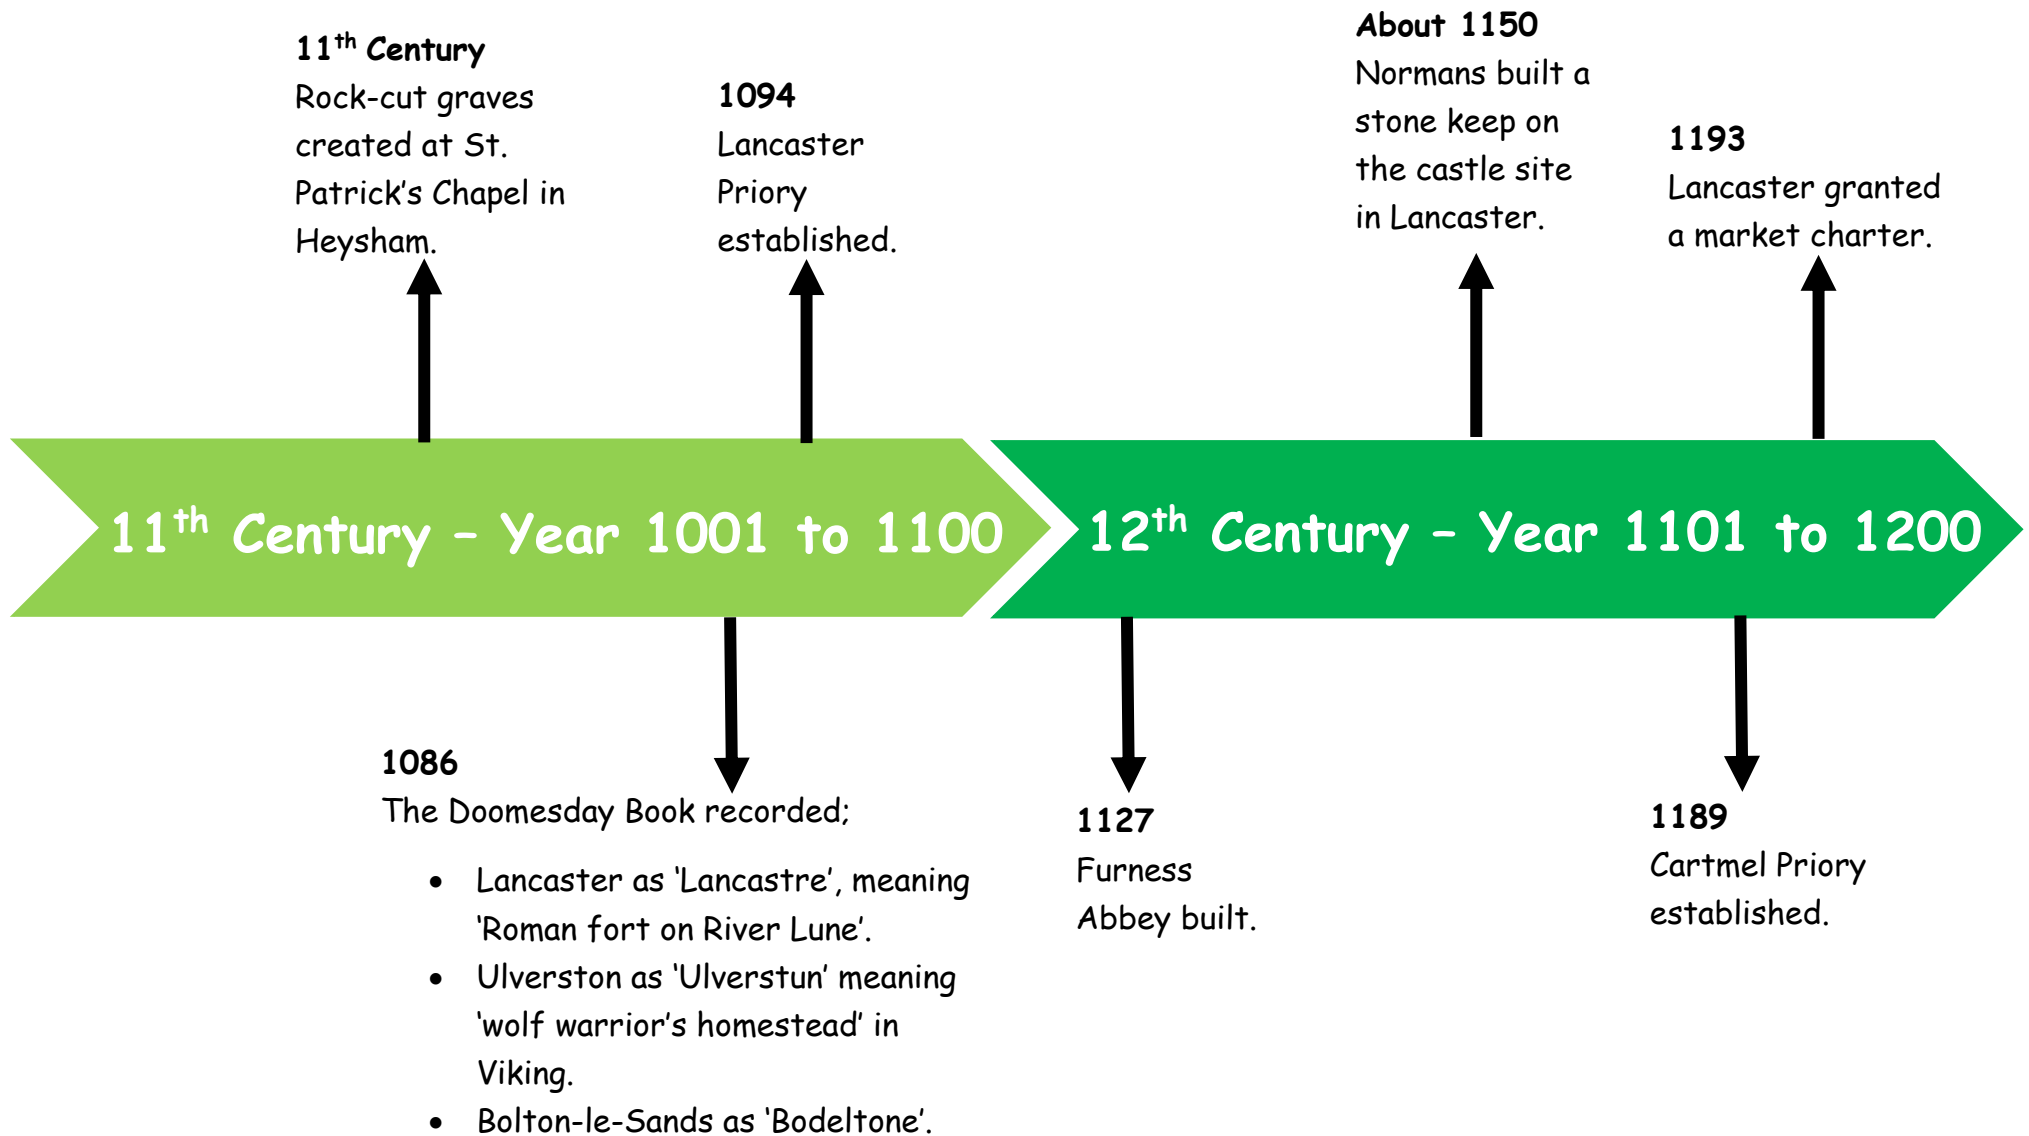 11th Century
Rock-cut graves
created at St.
Patrick's Chapel in
Heysham.
1094
Lancaster
Priory
established.
About 1150
Normans built a
stone keep on
the castle site
in Lancaster.
1193
Lancaster granted
a market charter.
11th Century – Year 1001 to 1100
12th Century – Year 1101 to 1200
1086
The Doomesday Book recorded;
• Lancaster as ‘Lancastre’, meaning
‘Roman fort on River Lune’.
• Ulverston as ‘Ulverstun’ meaning
‘wolf warrior’s homestead’ in
Viking.
• Bolton-le-Sands as ‘Bodeltone’.
1127
Furness
Abbey built.
1189
Cartmel Priory
established.